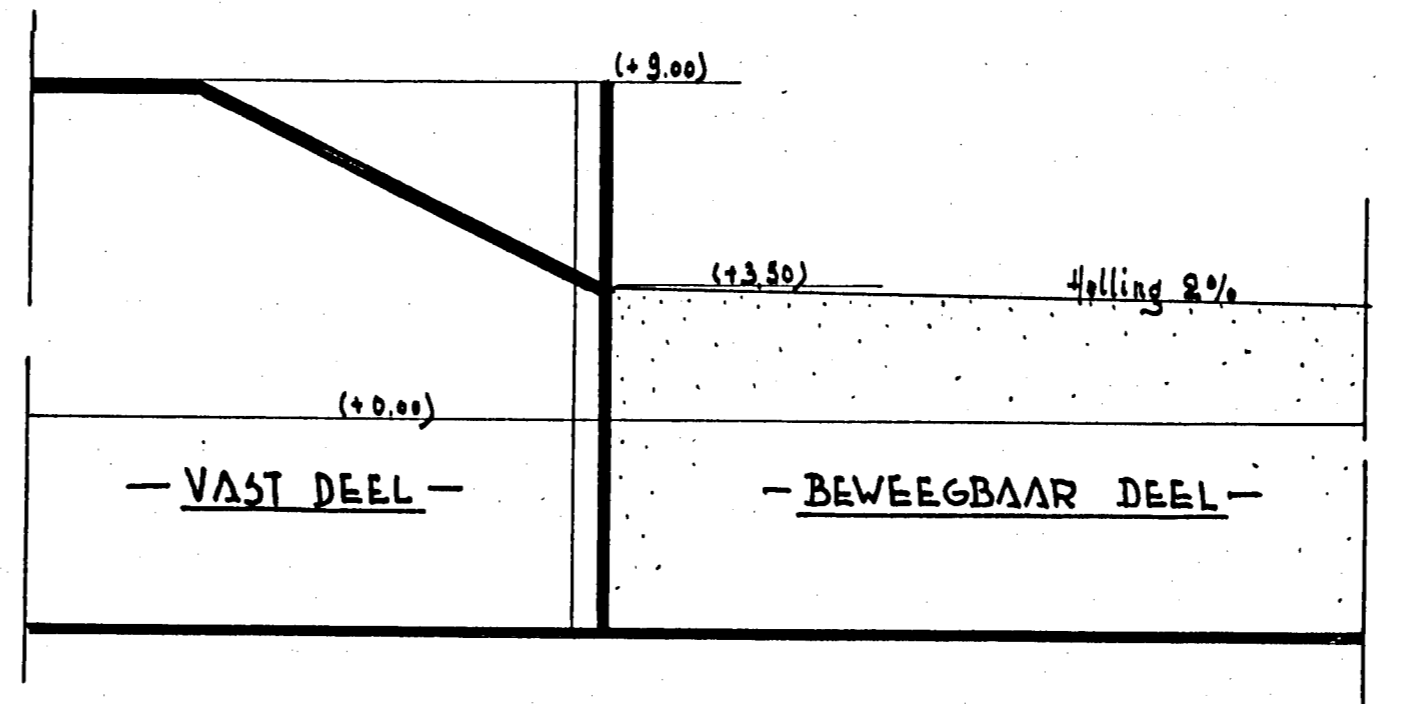 (+ 9.00)
(+3,50)
Helling 2%
(+ 0,00)
— VAST DEEL —
— BEWEEGBAAR DEEL —